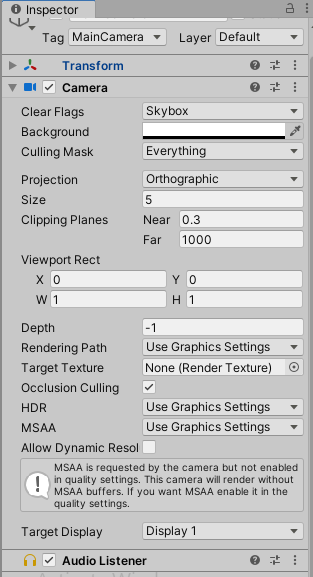 Inspector
Tag MainCamera Layer Default
Transform
Camera
Clear Flags Skybox
Background
Culling Mask Everything
Projection Orthographic
Size 5
Clipping Planes Near 0.3
Far 1000
Viewport Rect
X 0 Y 0
W 1 H 1
Depth -1
Rendering Path Use Graphics Settings
Target Texture None (Render Texture)
Occlusion Culling
HDR Use Graphics Settings
MSAA Use Graphics Settings
Allow Dynamic Resol
MSAA is requested by the camera but not enabled
in quality settings. This camera will render without
MSAA buffers. If you want MSAA enable it in the
quality settings.
Target Display Display 1
Audio Listener